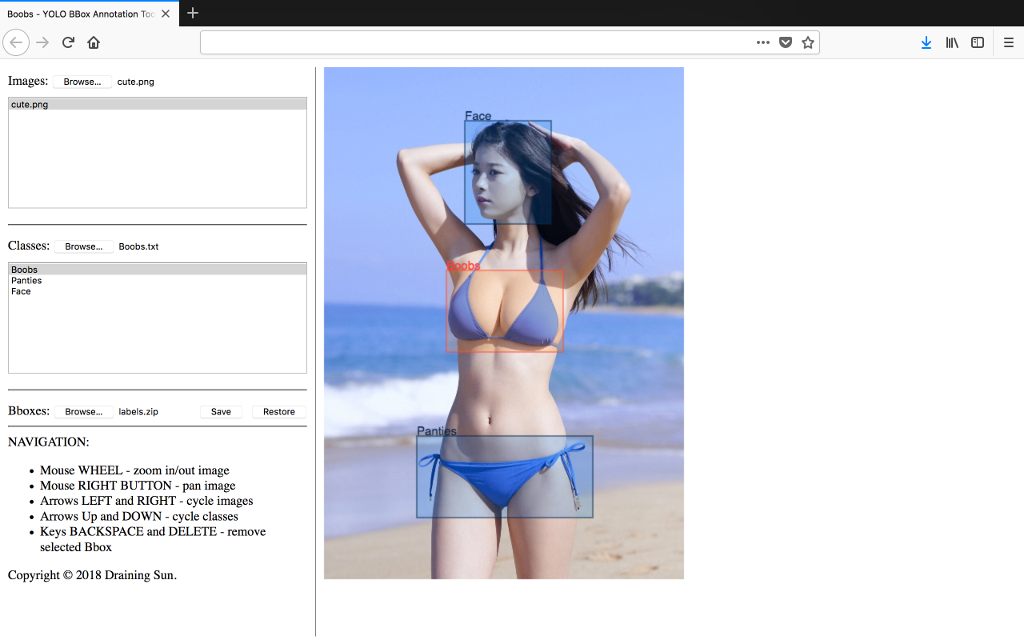 Boobs - YOLO BBox Annotation Too
Images: Browse... cute.png
cute.png
Classes: Browse... Boobs.txt
Boobs
Panties
Face
Bboxes: Browse... labels.zip Save Restore
NAVIGATION:
Mouse WHEEL - zoom in/out image
Mouse RIGHT BUTTON - pan image
Arrows LEFT and RIGHT - cycle images
Arrows Up and DOWN - cycle classes
Keys BACKSPACE and DELETE - remove
selected Bbox
Copyright © 2018 Draining Sun.
Face
Boobs
Panties